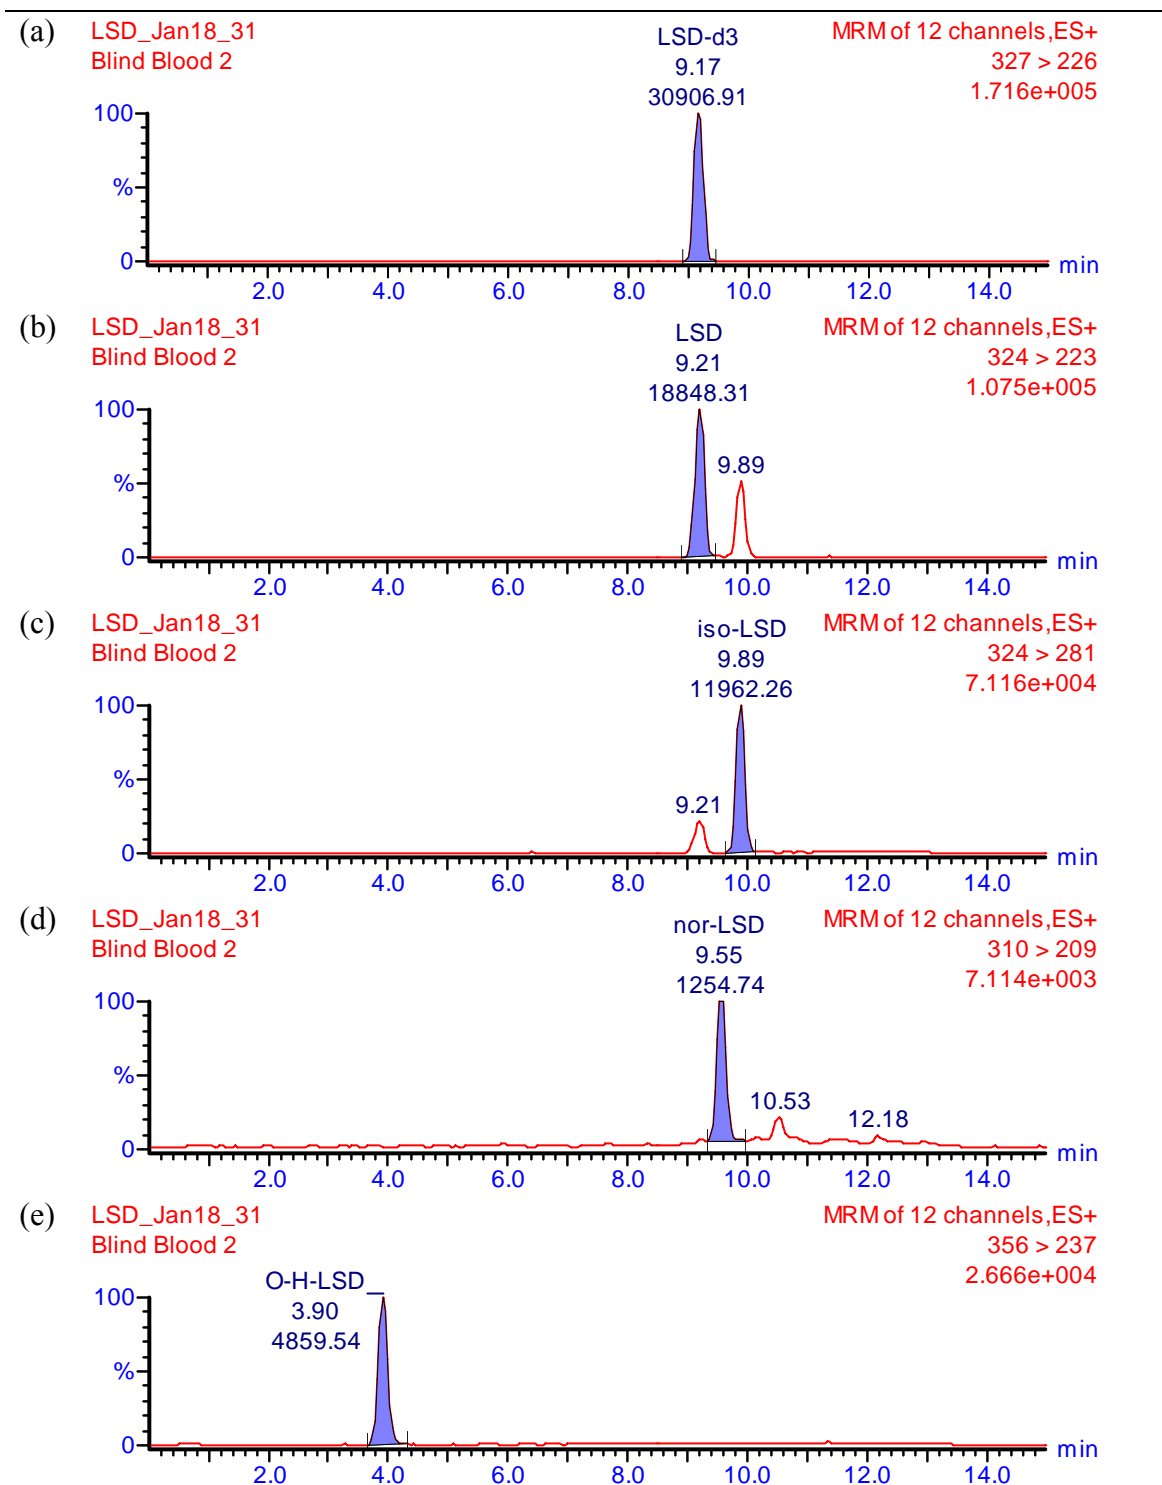 (a)
LSD_Jan18_31
Blind Blood 2
LSD-d3
9.17
30906.91
MRM of 12 channels,ES+
327 > 226
1.716e+005
100
%
0
2.0 4.0 6.0 8.0 10.0 12.0 14.0
min
(b)
LSD_Jan18_31
Blind Blood 2
LSD
9.21
18848.31
MRM of 12 channels,ES+
324 > 223
1.075e+005
9.89
100
%
0
2.0 4.0 6.0 8.0 10.0 12.0 14.0
min
(c)
LSD_Jan18_31
Blind Blood 2
iso-LSD
9.89
11962.26
MRM of 12 channels,ES+
324 > 281
7.116e+004
9.21
100
%
0
2.0 4.0 6.0 8.0 10.0 12.0 14.0
min
(d)
LSD_Jan18_31
Blind Blood 2
nor-LSD
9.55
1254.74
MRM of 12 channels,ES+
310 > 209
7.114e+003
10.53
12.18
100
%
0
2.0 4.0 6.0 8.0 10.0 12.0 14.0
min
(e)
LSD_Jan18_31
Blind Blood 2
O-H-LSD_
3.90
4859.54
MRM of 12 channels,ES+
356 > 237
2.666e+004
100
%
0
2.0 4.0 6.0 8.0 10.0 12.0 14.0
min